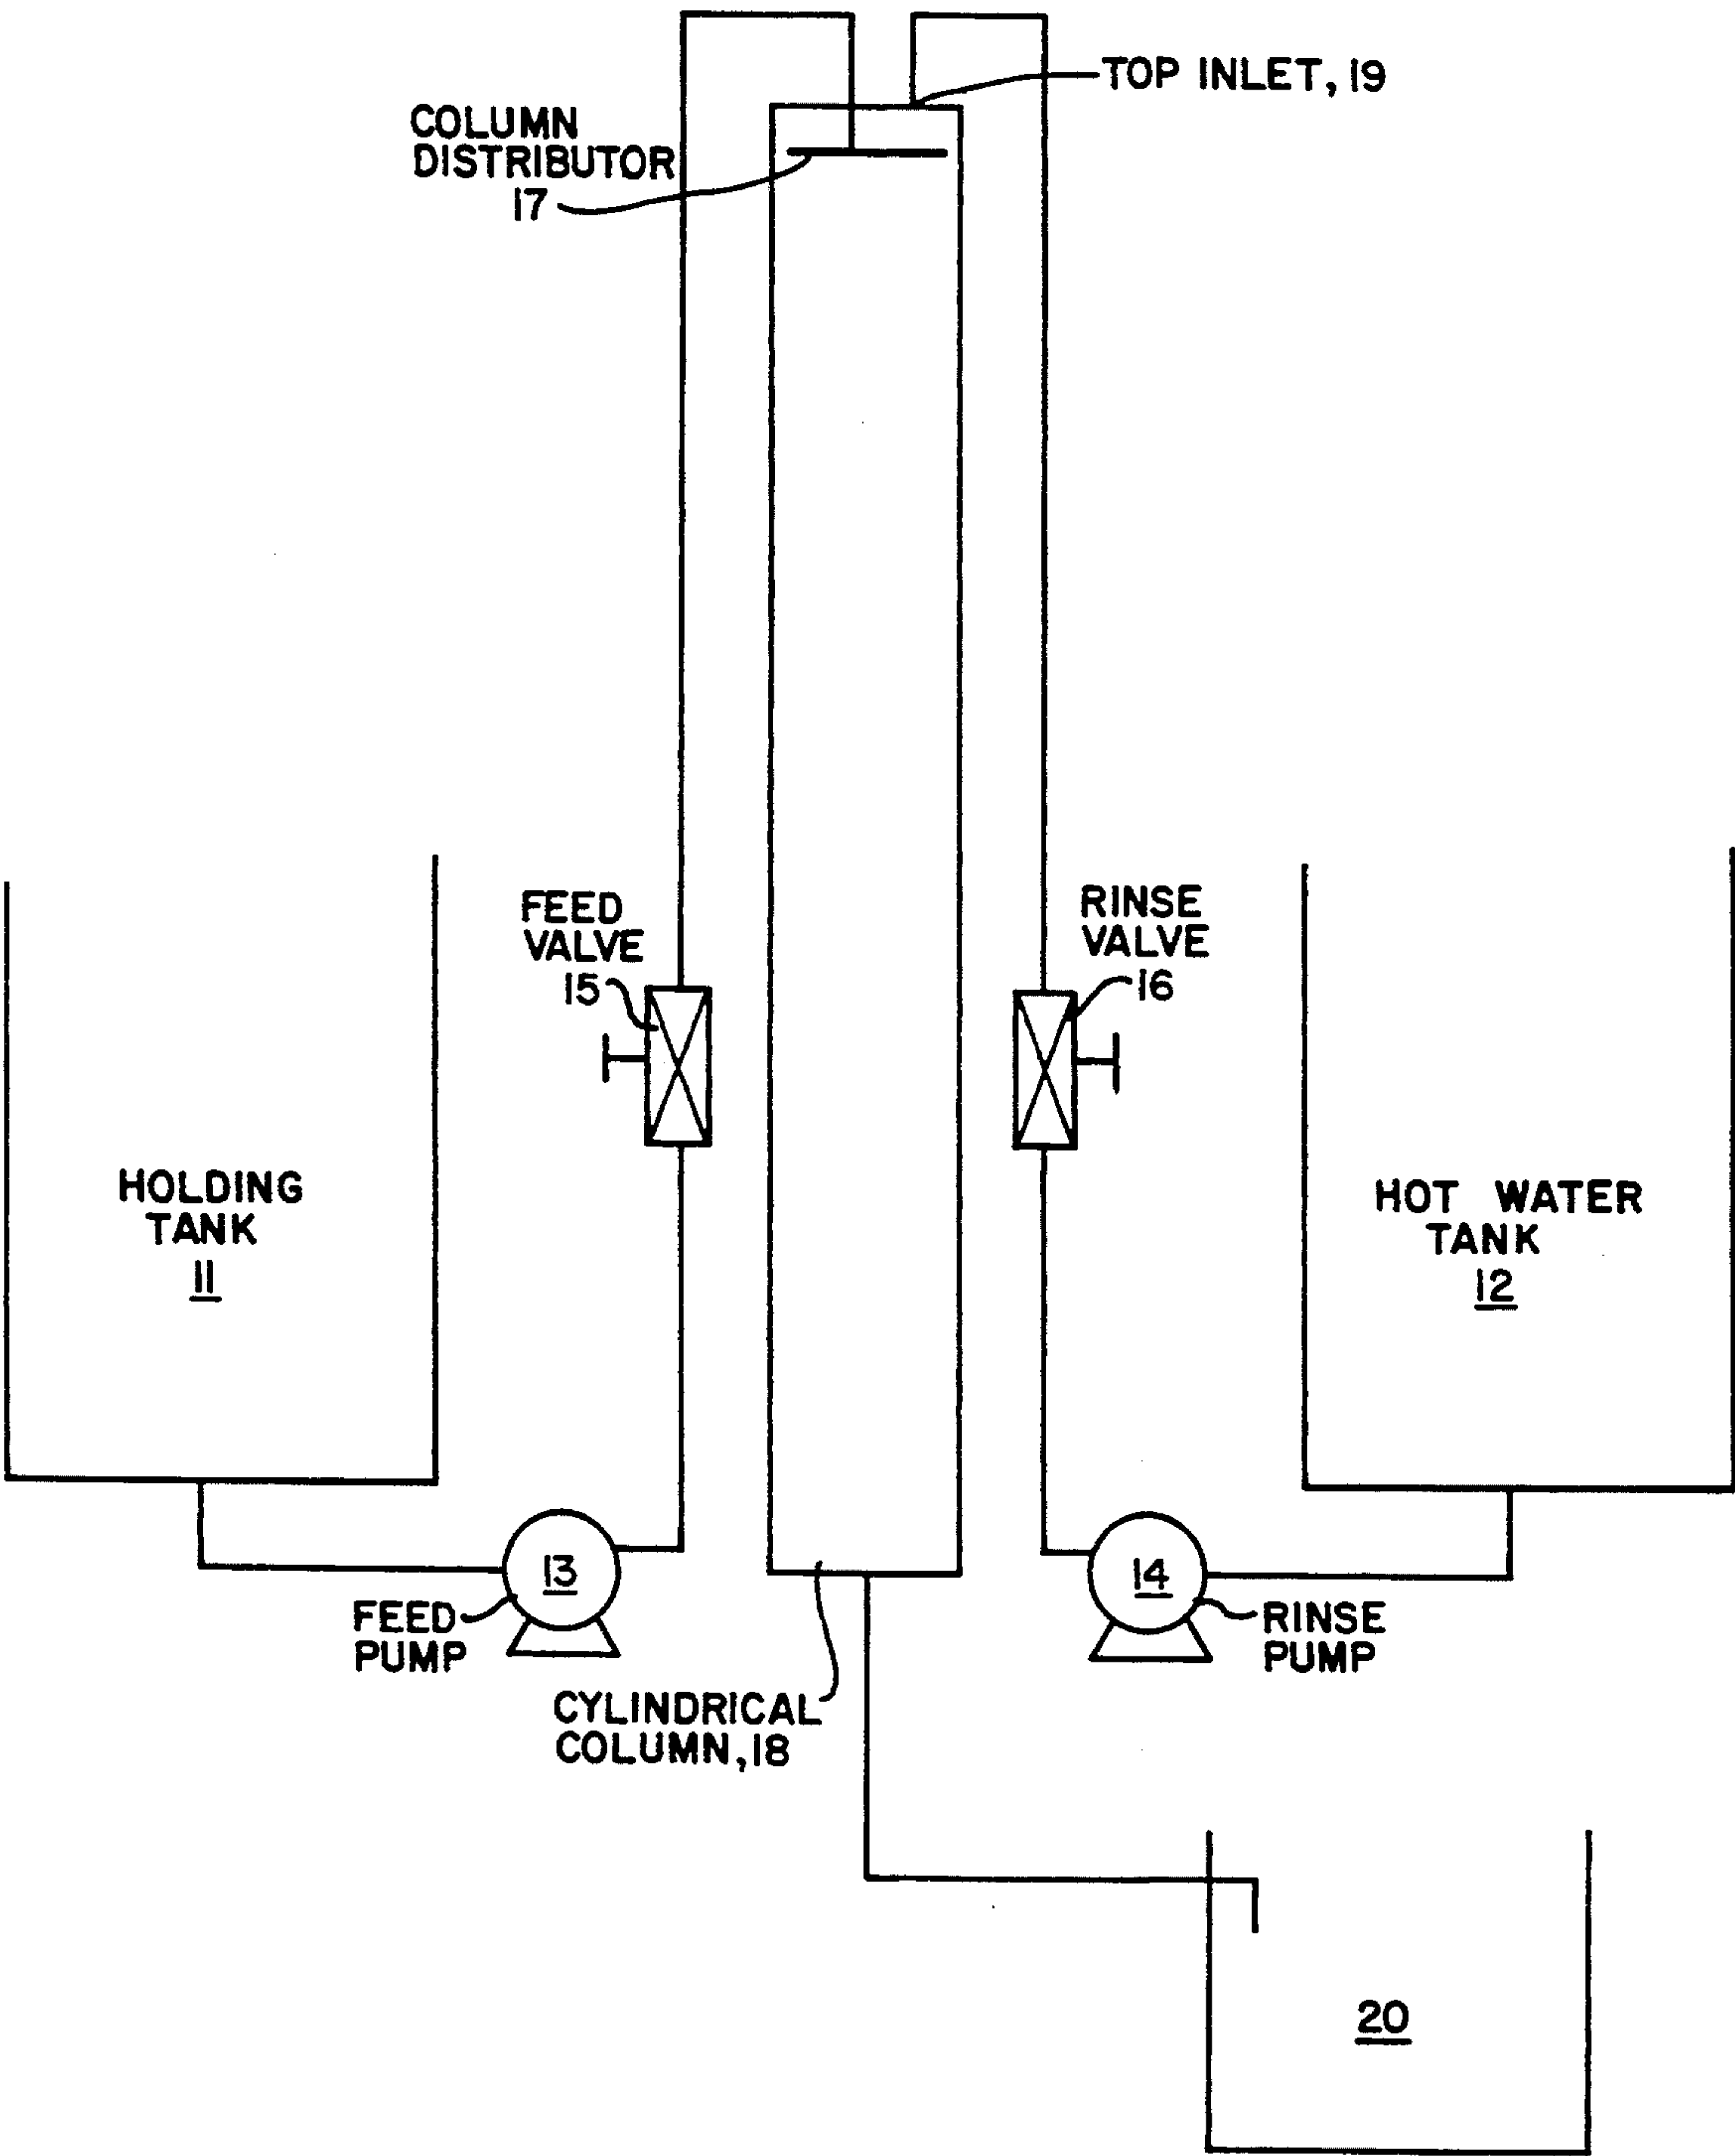 TOP INLET, 19
COLUMN
DISTRIBUTOR
17
FEED
VALVE
15
RINSE
VALVE
16
HOLDING
TANK
11
HOT WATER
TANK
12
13
FEED
PUMP
14
RINSE
PUMP
CYLINDRICAL
COLUMN, 18
20